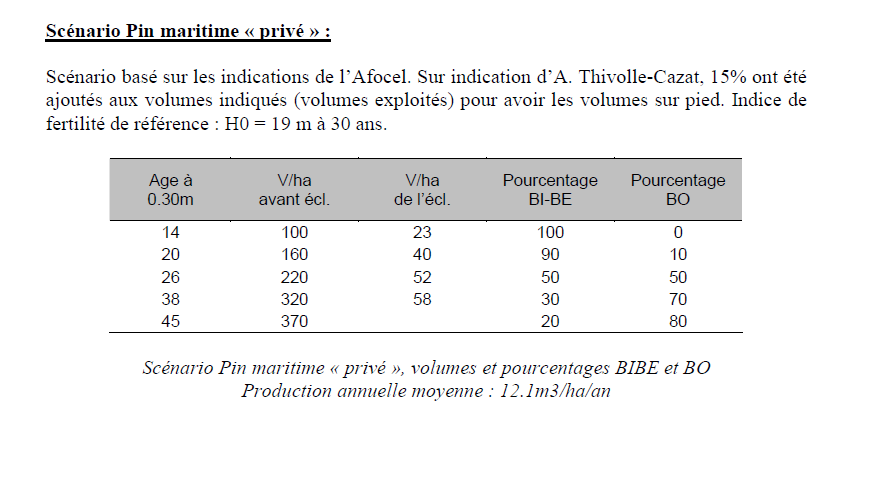 Scénario Pin maritime « privé » :
Scénario basé sur les indications de l'Afocel. Sur indication d'A. Thivolle-Cazat, 15% ont été
ajoutés aux volumes indiqués (volumes exploités) pour avoir les volumes sur pied. Indice de
fertilité de référence : H0 = 19 m à 30 ans.
Age à V/ha V/ha Pourcentage Pourcentage
0.30m avant écl. de l'écl. BI-BE BO
14 100 23 100 0
20 160 40 90 10
26 220 52 50 50
38 320 58 30 70
45 370 20 80
Scénario Pin maritime « privé », volumes et pourcentages BIBE et BO
Production annuelle moyenne : 12.1m3/ha/an